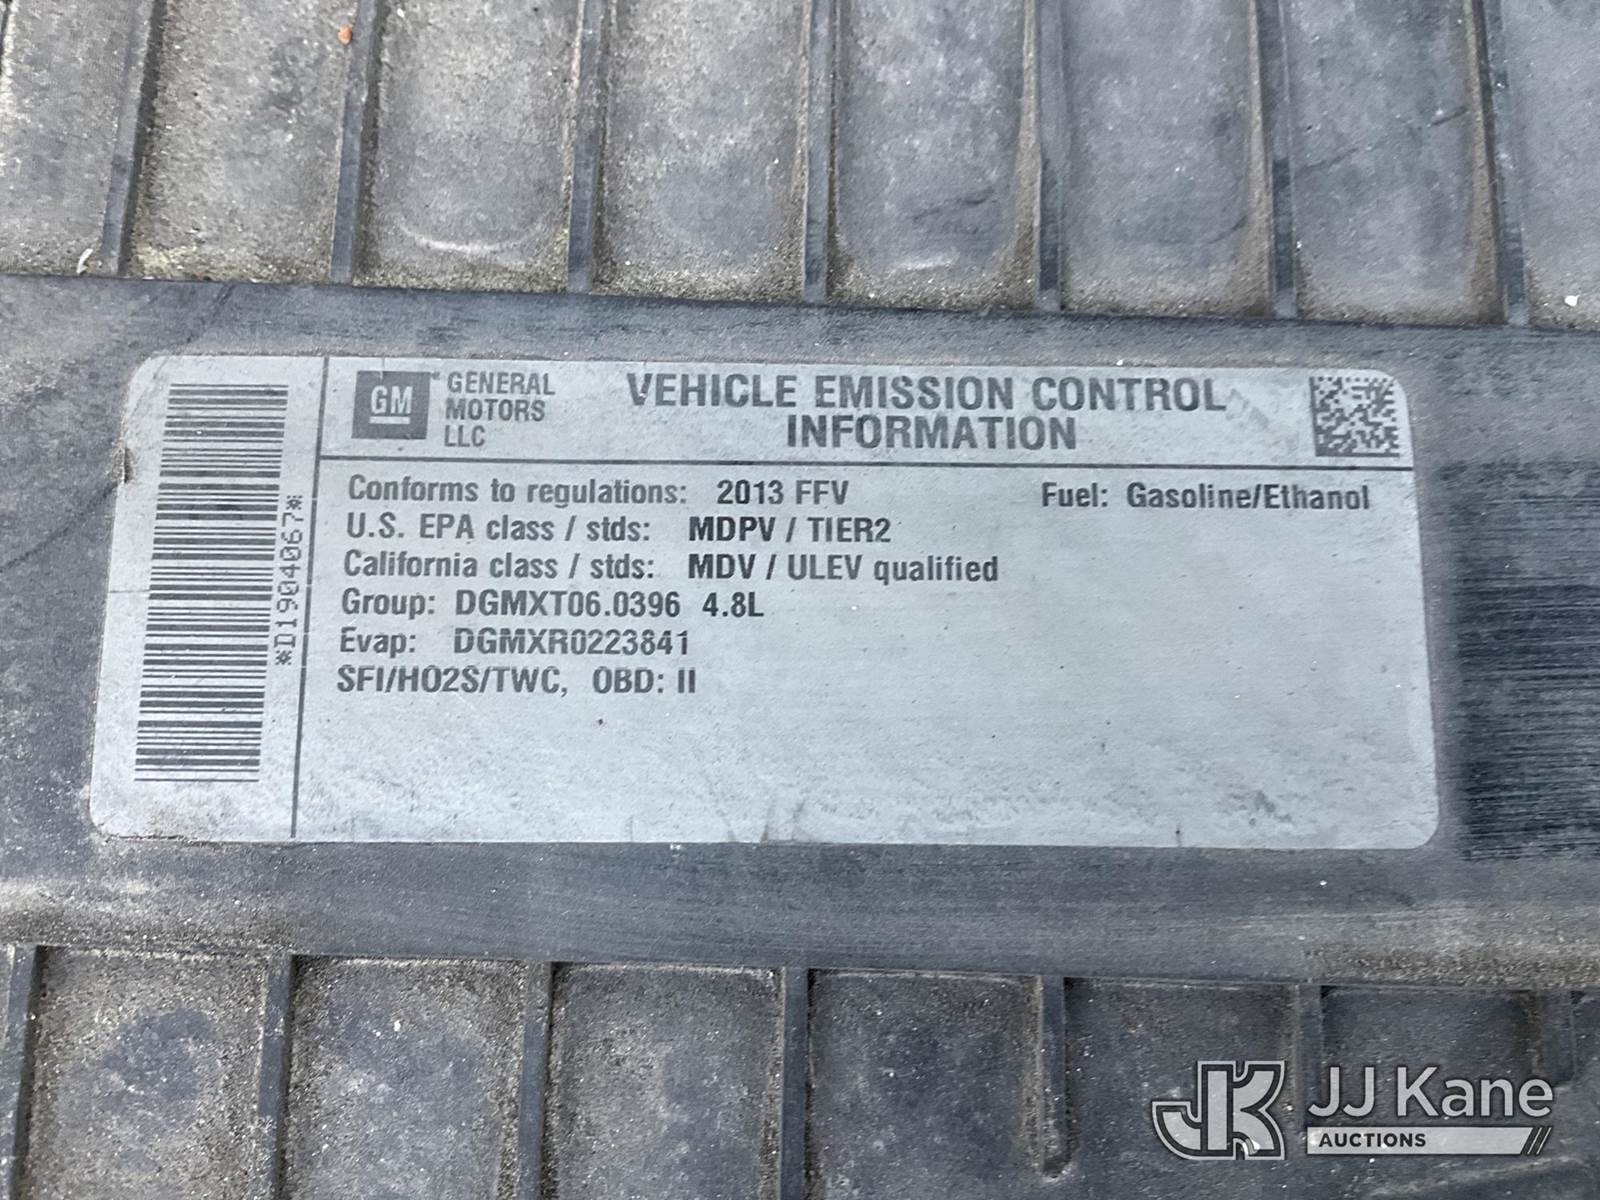 GM
GENERAL
MOTORS
LLC
VEHICLE EMISSION CONTROL
INFORMATION
Conforms to regulations: 2013 FFV Fuel: Gasoline/Ethanol
U.S. EPA class / stds: MDPV / TIER2
California class / stds: MDV / ULEV qualified
Group: DGMXT06.0396 4.8L
Evap: DGMXR0223841
SFI/HO2S/TWC, OBD: II
*D1904067*
JK JJ Kane
AUCTIONS